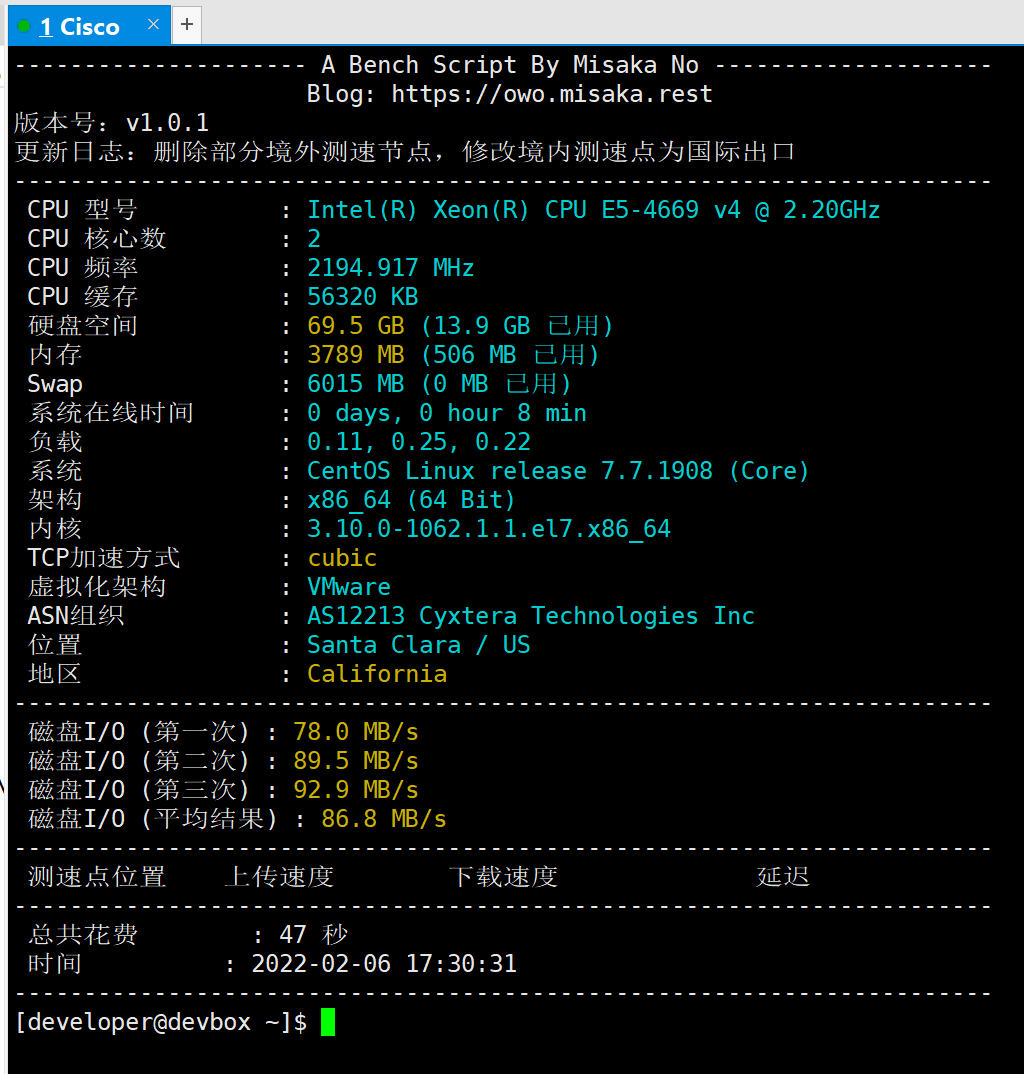 1 Cisco × +
--------------------- A Bench Script By Misaka No --------------------
Blog: https://owo.misaka.rest
版本号：v1.0.1
更新日志：删除部分境外测速节点，修改境内测速点为国际出口
----------------------------------------------------------------------
CPU 型号 : Intel(R) Xeon(R) CPU E5-4669 v4 @ 2.20GHz
CPU 核心数 : 2
CPU 频率 : 2194.917 MHz
CPU 缓存 : 56320 KB
硬盘空间 : 69.5 GB (13.9 GB 已用)
内存 : 3789 MB (506 MB 已用)
Swap : 6015 MB (0 MB 已用)
系统在线时间 : 0 days, 0 hour 8 min
负载 : 0.11, 0.25, 0.22
系统 : CentOS Linux release 7.7.1908 (Core)
架构 : x86_64 (64 Bit)
内核 : 3.10.0-1062.1.1.el7.x86_64
TCP加速方式 : cubic
虚拟化架构 : VMware
ASN组织 : AS12213 Cyxtera Technologies Inc
位置 : Santa Clara / US
地区 : California
----------------------------------------------------------------------
磁盘I/O (第一次) : 78.0 MB/s
磁盘I/O (第二次) : 89.5 MB/s
磁盘I/O (第三次) : 92.9 MB/s
磁盘I/O (平均结果) : 86.8 MB/s
----------------------------------------------------------------------
测速点位置 上传速度 下载速度 延迟
----------------------------------------------------------------------
总共花费 : 47 秒
时间 : 2022-02-06 17:30:31
----------------------------------------------------------------------
[developer@devbox ~]$